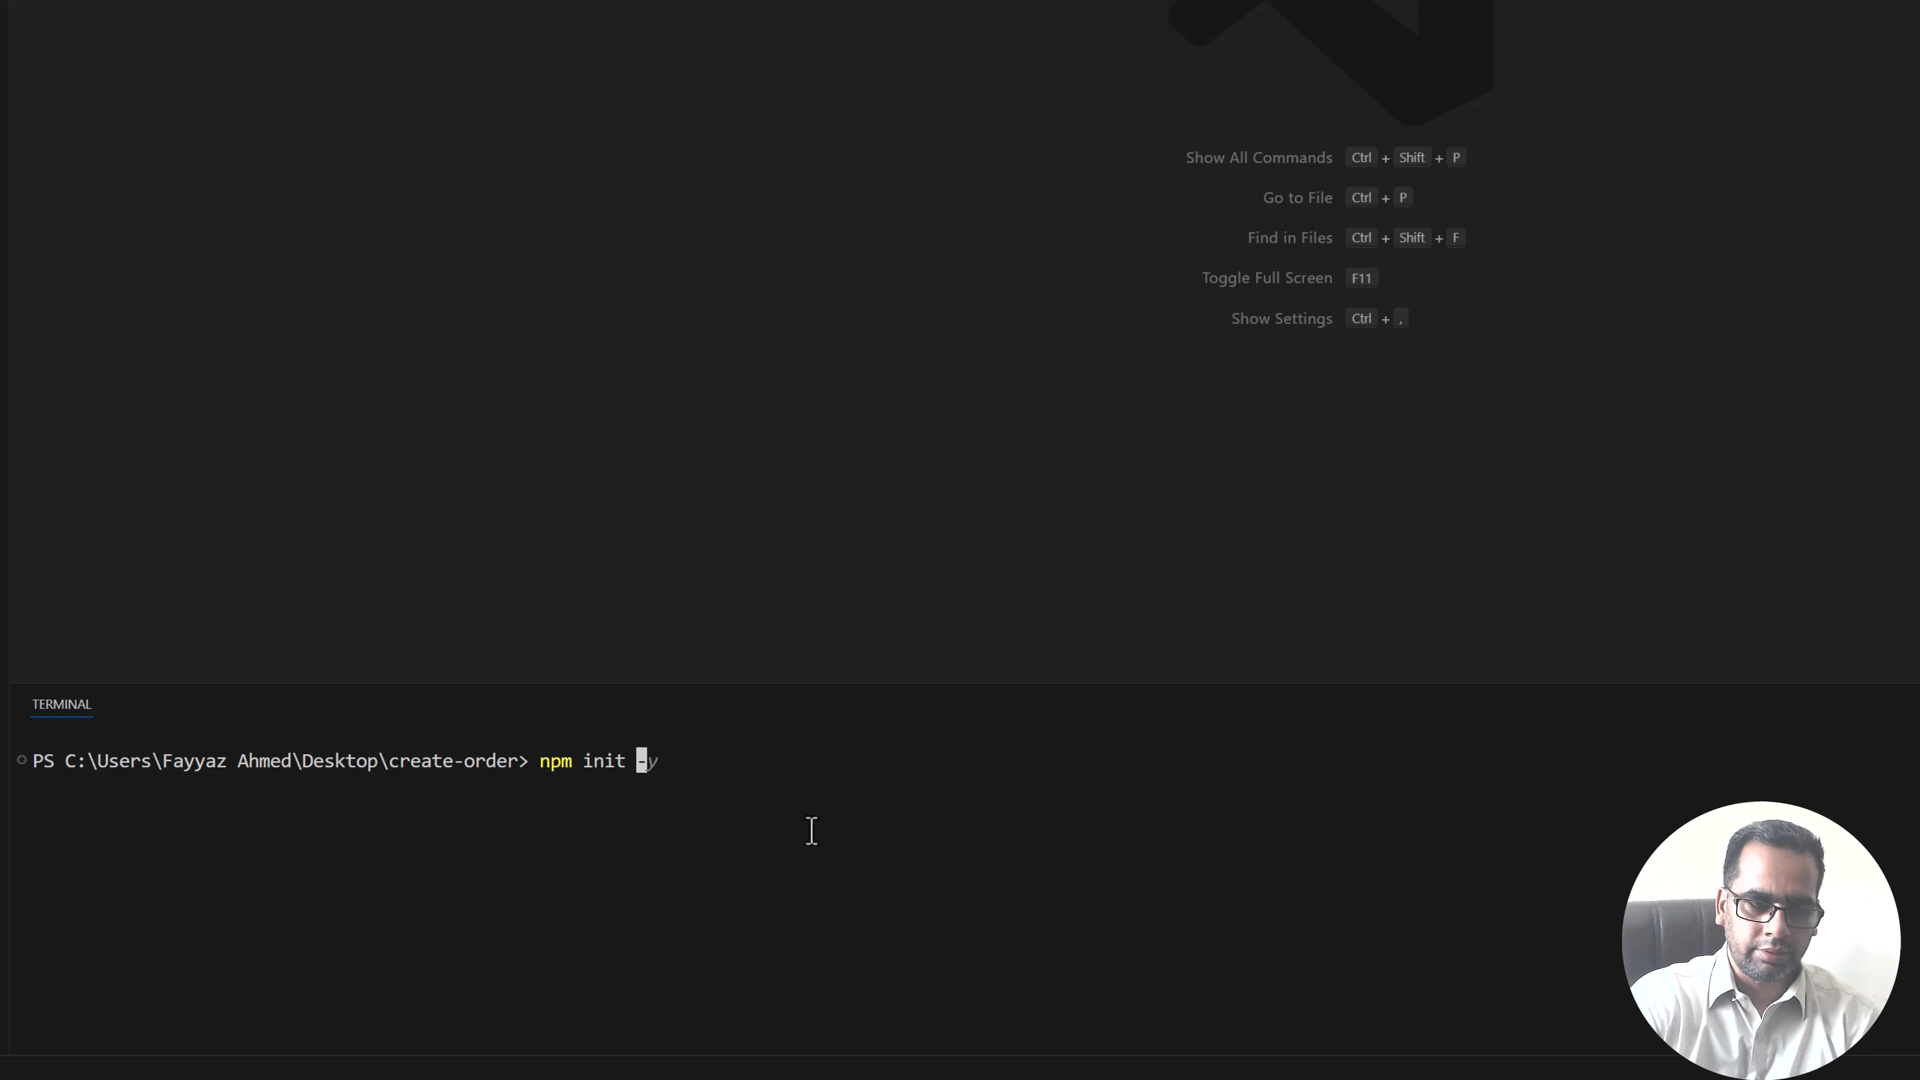 Show All Commands Ctrl + Shift + P
Go to File Ctrl + P
Find in Files Ctrl + Shift + F
Toggle Full Screen F11
Show Settings Ctrl + ,
TERMINAL
PS C:\Users\Fayyaz Ahmed\Desktop\create-order> npm init -y